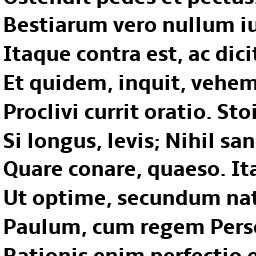 Ostendit pedes et pectus.
Bestiarum vero nullum iu
Itaque contra est, ac dicit
Et quidem, inquit, vehem
Proclivi currit oratio. Stoi
Si longus, levis; Nihil san
Quare conare, quaeso. Ita
Ut optime, secundum nat
Paulum, cum regem Perse
Rationis enim perfectio e